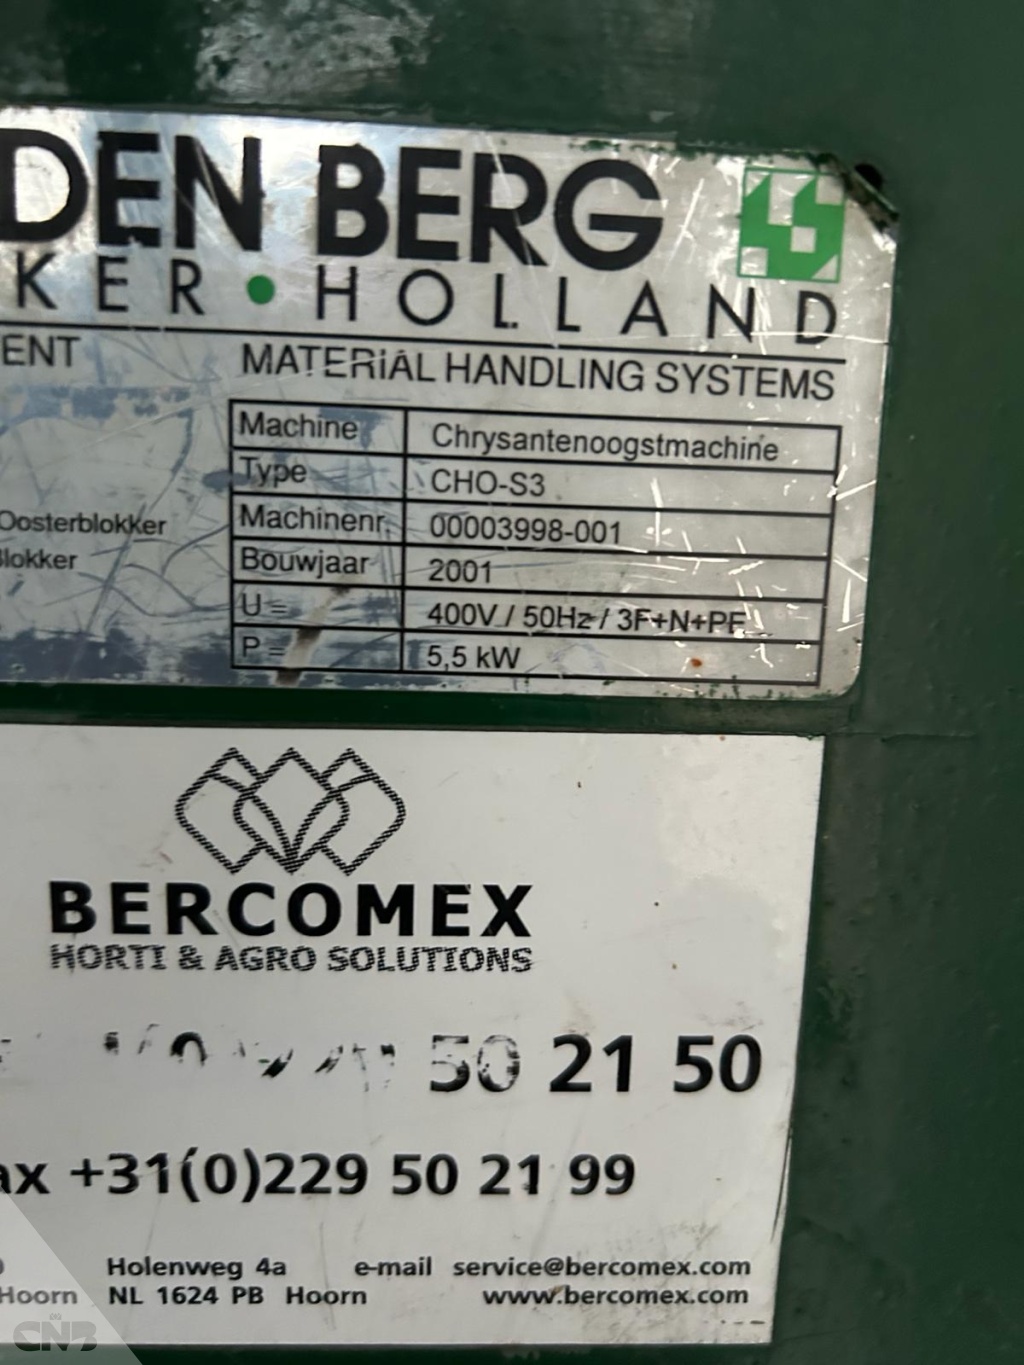 DEN BERG
KER • HOLLAND
ENT MATERIAL HANDLING SYSTEMS
Machine Chrysantenoogstmachine
Type CHO-S3
Oosterblokker Machinenr. 00003998-001
lokker Bouwjaar 2001
U = 400V / 50Hz / 3F+N+PE
P = 5,5 kW
BERCOMEX
HORTI & AGRO SOLUTIONS
50 21 50
ax +31(0)229 50 21 99
Holenweg 4a e-mail service@bercomex.com
Hoorn NL 1624 PB Hoorn www.bercomex.com
CNB